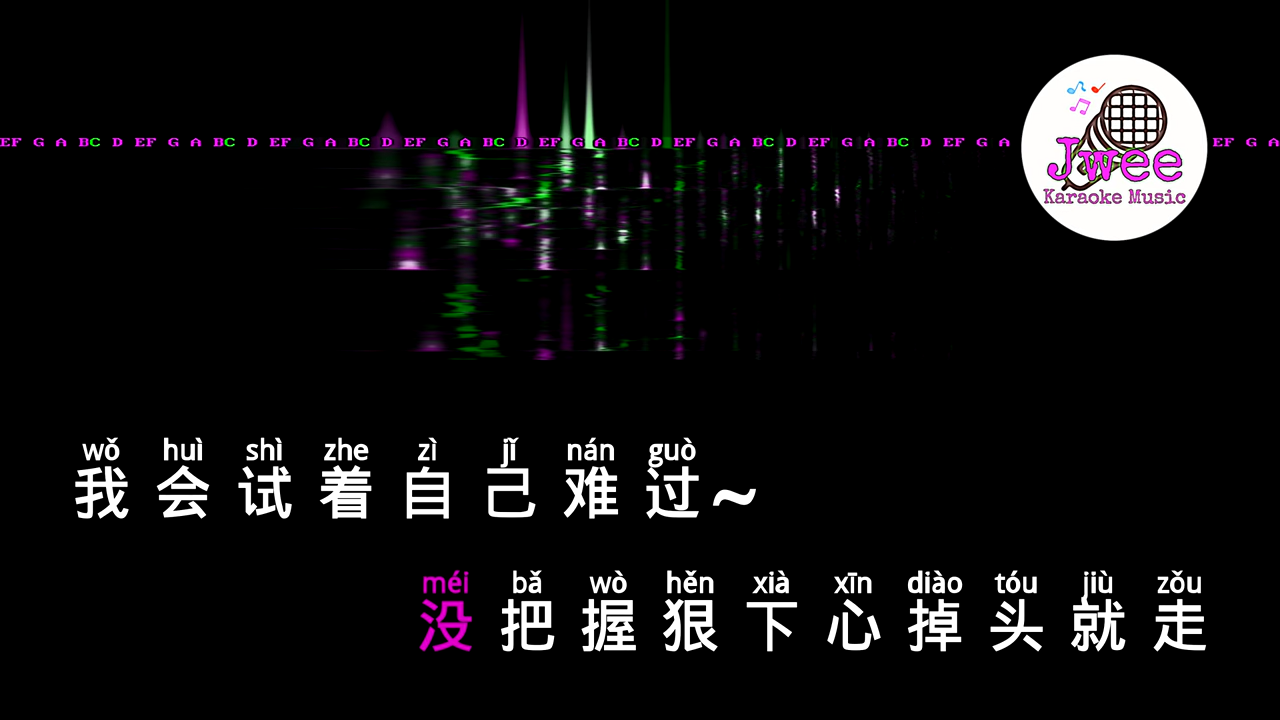 EF G A BC D EF G A BC D EF G A BC D EF G A BC D EF G A BC D EF G A BC D EF G A BC D EF G A EF G A
Jwee
Karaoke Music
wǒ huì shì zhe zì jǐ nán guò
我会试着自己难过~
méi bǎ wò hěn xià xīn diào tóu jiù zǒu
没把握狠下心掉头就走